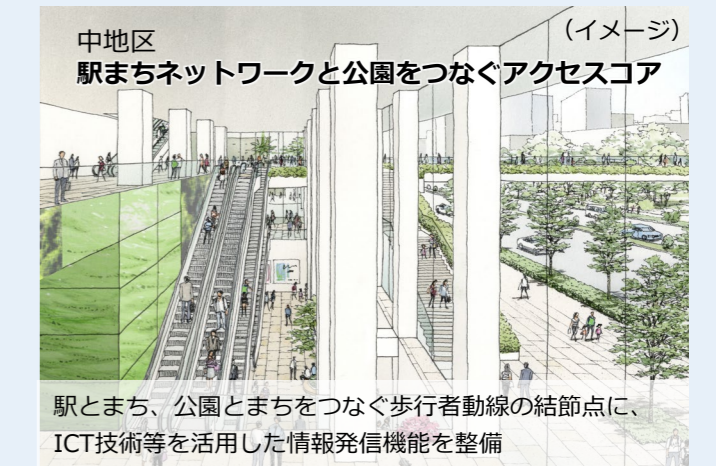 （イメージ）
中地区
駅まちネットワークと公園をつなぐアクセスコア
駅とまち、公園とまちをつなぐ歩行者動線の結節点に、
ICT技術等を活用した情報発信機能を整備